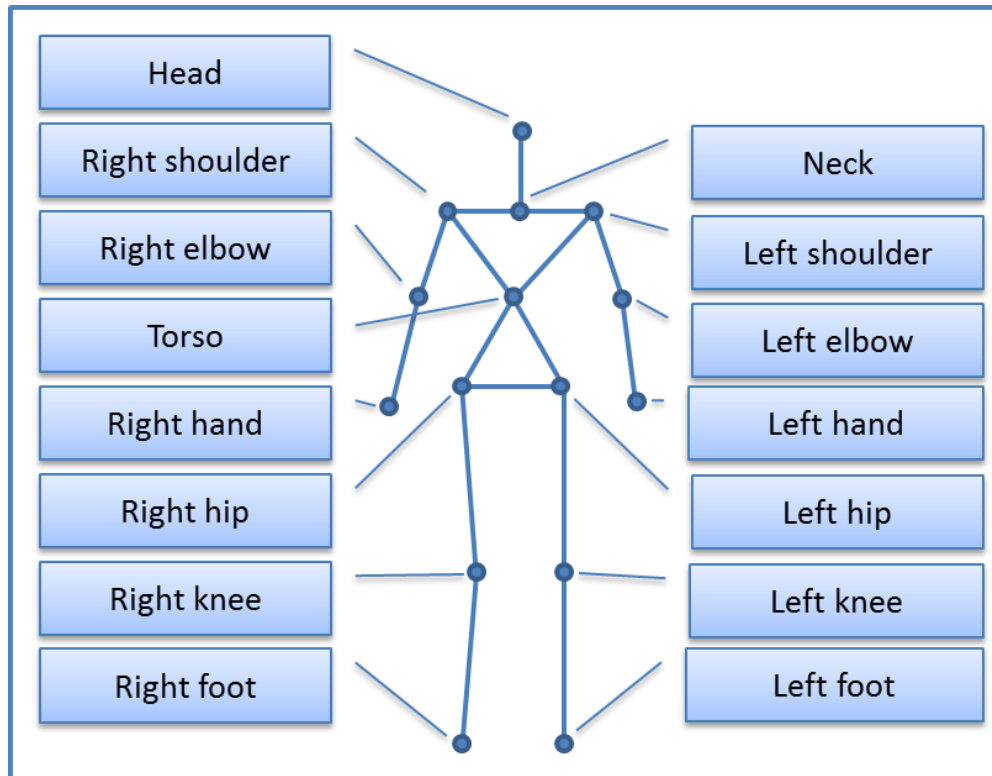 Head
Right shoulder
Right elbow
Torso
Right hand
Right hip
Right knee
Right foot
Neck
Left shoulder
Left elbow
Left hand
Left hip
Left knee
Left foot